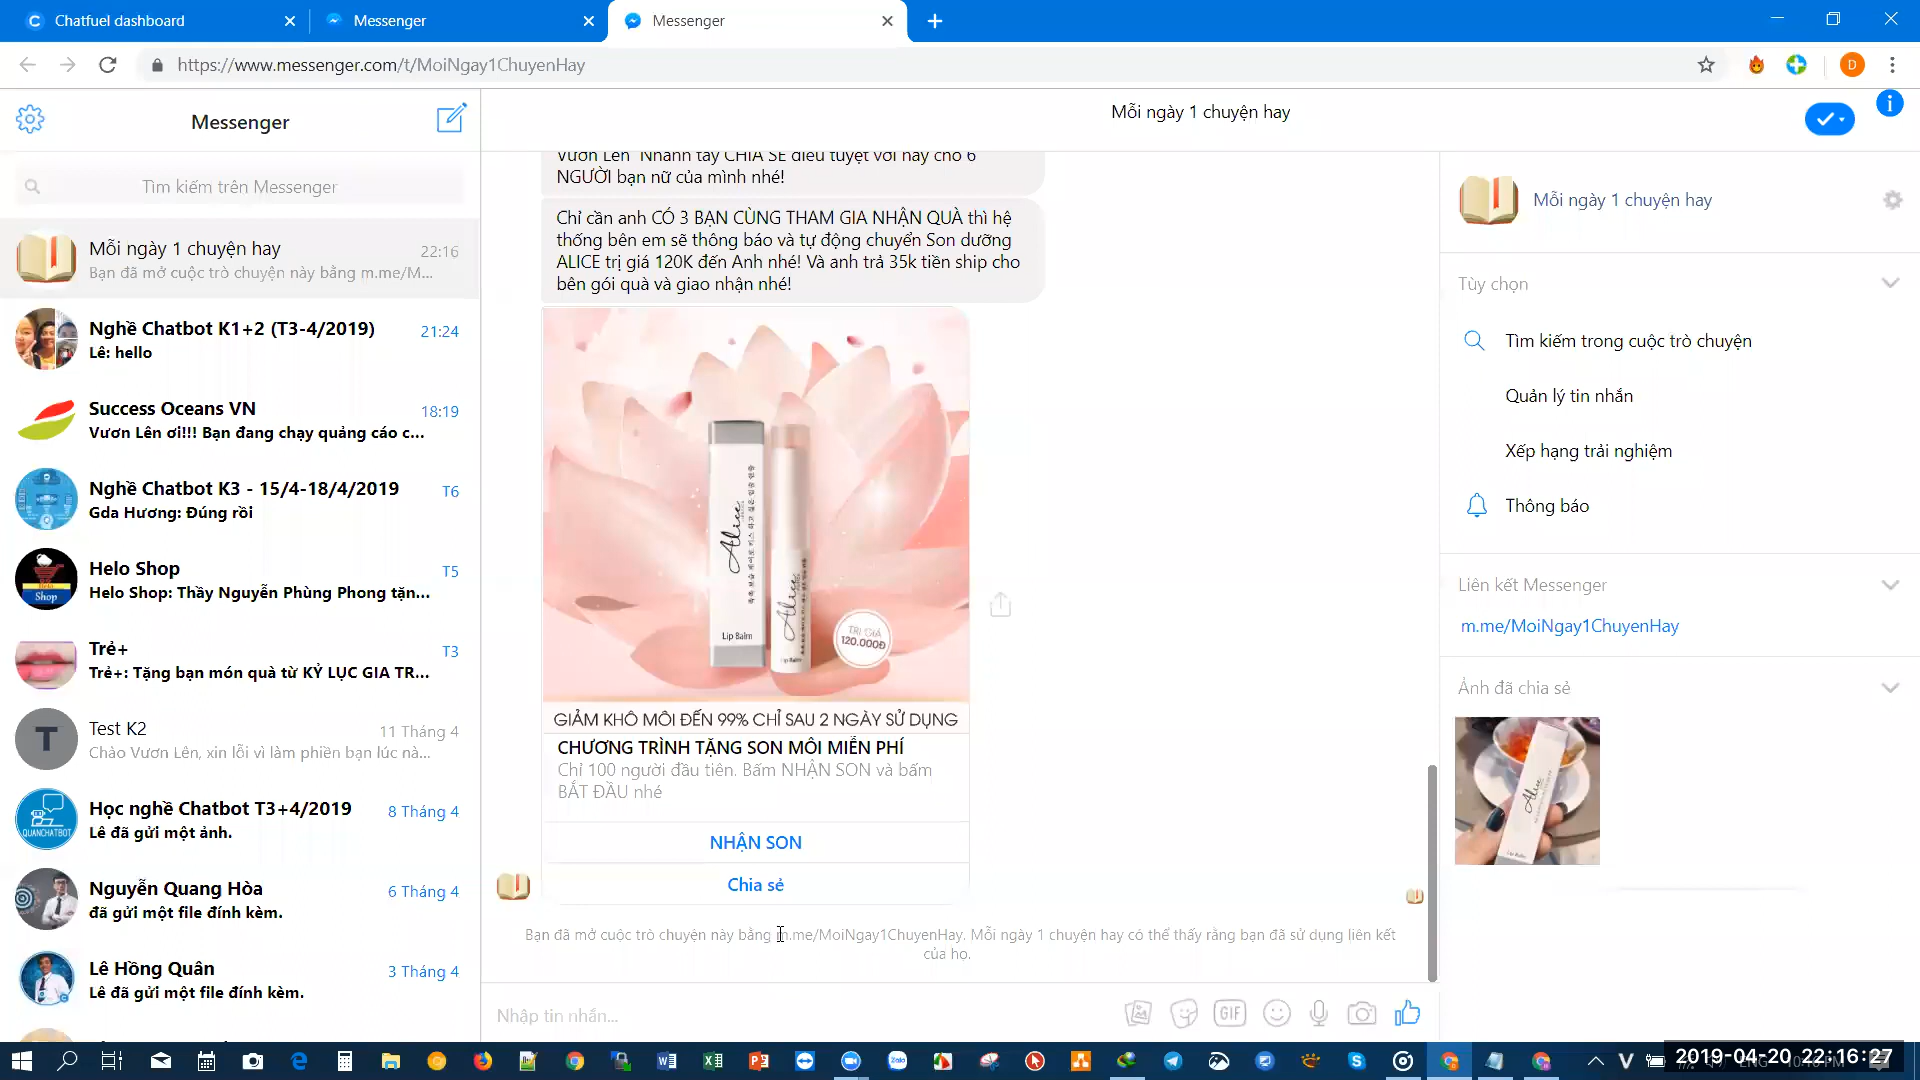 Chatfuel dashboard
Messenger
Messenger
https://www.messenger.com/t/MoiNgay1ChuyenHay
D
Messenger
Tìm kiếm trên Messenger
Mỗi ngày 1 chuyện hay
22:16
Bạn đã mở cuộc trò chuyện này bằng m.me/M...
Nghề Chatbot K1+2 (T3-4/2019)
21:24
Lê: hello
Success Oceans VN
18:19
Vươn Lên ơi!!! Bạn đang chạy quảng cáo c...
Nghề Chatbot K3 - 15/4-18/4/2019
T6
Gda Hương: Đúng rồi
Helo Shop
T5
Helo Shop: Thầy Nguyễn Phùng Phong tặn...
Shop
Trẻ+
T3
Trẻ+: Tặng bạn món quà từ KỶ LỤC GIA TR...
T
Test K2
11 Tháng 4
Chào Vươn Lên, xin lỗi vì làm phiền bạn lúc nà...
Học nghề Chatbot T3+4/2019
8 Tháng 4
Lê đã gửi một ảnh.
QUANCHATBOT
Nguyễn Quang Hòa
6 Tháng 4
đã gửi một file đính kèm.
Lê Hồng Quân
3 Tháng 4
Lê đã gửi một file đính kèm.
Mỗi ngày 1 chuyện hay
Vươn Lên Nhanh tay CHIA SẺ điều tuyệt vời này cho 6
NGƯỜI bạn nữ của mình nhé!
Chỉ cần anh CÓ 3 BẠN CÙNG THAM GIA NHẬN QUÀ thì hệ
thống bên em sẽ thông báo và tự động chuyển Son dưỡng
ALICE trị giá 120K đến Anh nhé! Và anh trả 35k tiền ship cho
bên gói quà và giao nhận nhé!
Alice
Lip Balm
Alice
Lip Balm
TRỊ GIÁ
120.000Đ
GIẢM KHÔ MÔI ĐẾN 99% CHỈ SAU 2 NGÀY SỬ DỤNG
CHƯƠNG TRÌNH TẶNG SON MÔI MIỄN PHÍ
Chỉ 100 người đầu tiên. Bấm NHẬN SON và bấm
BẮT ĐẦU nhé
NHẬN SON
Chia sẻ
Bạn đã mở cuộc trò chuyện này bằng m.me/MoiNgay1ChuyenHay. Mỗi ngày 1 chuyện hay có thể thấy rằng bạn đã sử dụng liên kết
của họ.
Nhập tin nhắn...
GIF
Mỗi ngày 1 chuyện hay
Tùy chọn
Tìm kiếm trong cuộc trò chuyện
Quản lý tin nhắn
Xếp hạng trải nghiệm
Thông báo
Liên kết Messenger
m.me/MoiNgay1ChuyenHay
Ảnh đã chia sẻ
Alice
Lip Balm
Zalo
2019-04-20 22:16:27